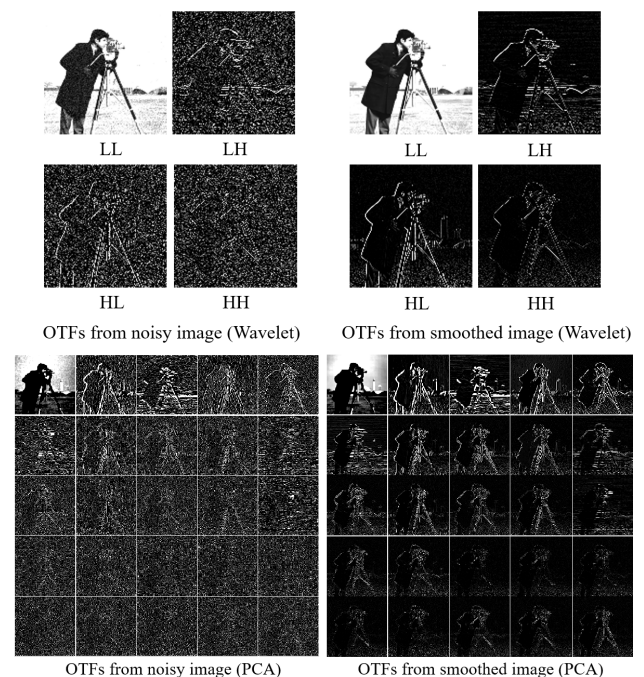 LL LH LL LH
HL HH HL HH
OTFs from noisy image (Wavelet) OTFs from smoothed image (Wavelet)
OTFs from noisy image (PCA) OTFs from smoothed image (PCA)